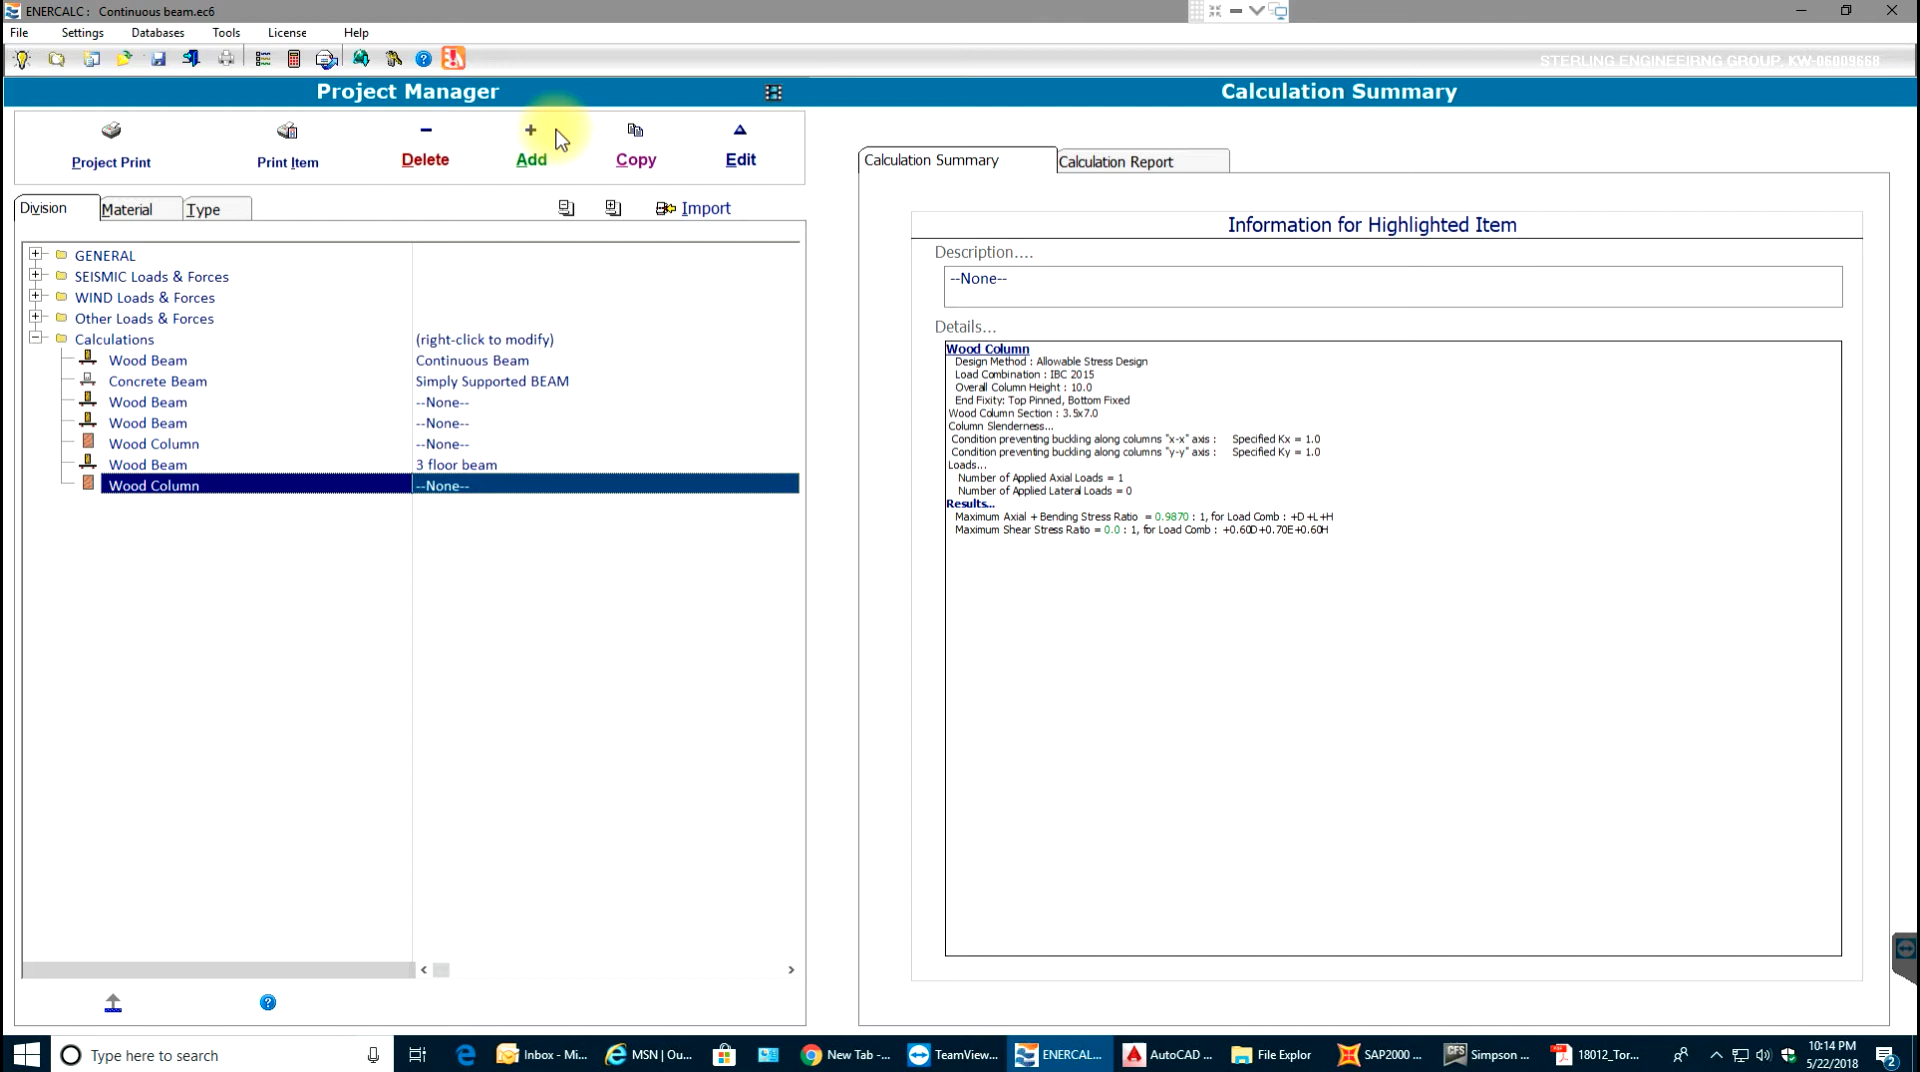 ENERCALC : Continuous beam.ec6
File Settings Databases Tools License Help
STERLING ENGINEEIRNG GROUP, KW-06009668
Project Manager
Calculation Summary
Project Print Print Item Delete Add Copy Edit
Calculation Summary Calculation Report
Division Material Type Import
Information for Highlighted Item
Description....
--None--
Details...
GENERAL
SEISMIC Loads & Forces
WIND Loads & Forces
Other Loads & Forces
Calculations (right-click to modify)
Wood Beam Continuous Beam
Concrete Beam Simply Supported BEAM
Wood Beam --None--
Wood Beam --None--
Wood Column --None--
Wood Beam 3 floor beam
Wood Column --None--
Wood Column
Design Method : Allowable Stress Design
Load Combination : IBC 2015
Overall Column Height : 10.0
End Fixity: Top Pinned, Bottom Fixed
Wood Column Section : 3.5x7.0
Column Slenderness...
Condition preventing buckling along columns "x-x" axis : Specified Kx = 1.0
Condition preventing buckling along columns "y-y" axis : Specified Ky = 1.0
Loads...
Number of Applied Axial Loads = 1
Number of Applied Lateral Loads = 0
Results...
Maximum Axial + Bending Stress Ratio = 0.9870 : 1, for Load Comb : +D+L+H
Maximum Shear Stress Ratio = 0.0 : 1, for Load Comb : +0.60D+0.70E+0.60H
Type here to search
Inbox - Mi...
MSN | Ou...
New Tab -...
TeamView...
ENERCAL...
AutoCAD ...
File Explor
SAP2000 ...
CFS
Simpson ...
18012_Tor...
10:14 PM
5/22/2018
2